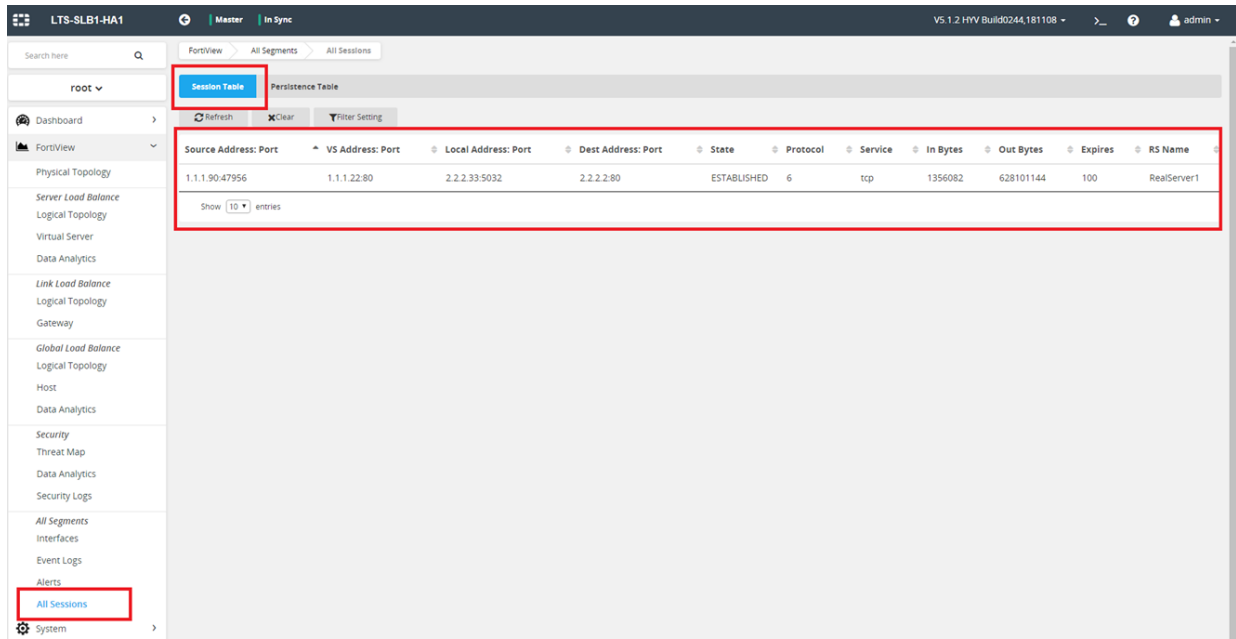 LTS-SLB1-HA1 Master In Sync V5.1.2 HYV Build0244,181108 >_ ? admin
Search here
root
Dashboard
FortiView
Physical Topology
Server Load Balance
Logical Topology
Virtual Server
Data Analytics
Link Load Balance
Logical Topology
Gateway
Global Load Balance
Logical Topology
Host
Data Analytics
Security
Threat Map
Data Analytics
Security Logs
All Segments
Interfaces
Event Logs
Alerts
All Sessions
System
FortiView All Segments All Sessions
Session Table Persistence Table
Refresh Clear Filter Setting
Source Address: Port VS Address: Port Local Address: Port Dest Address: Port State Protocol Service In Bytes Out Bytes Expires RS Name
1.1.1.90:47956 1.1.1.22:80 2.2.2.33:5032 2.2.2.2:80 ESTABLISHED 6 tcp 1356082 628101144 100 RealServer1
Show 10 entries